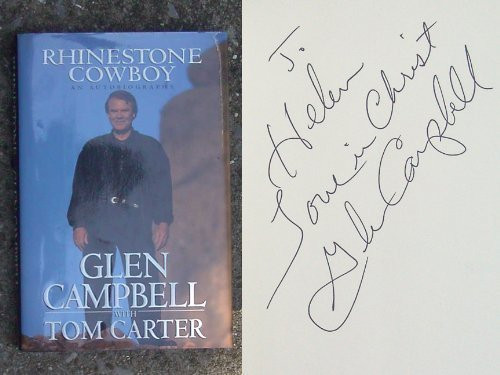 RHINESTONE
COWBOY
AN AUTOBIOGRAPHY
GLEN
CAMPBELL
WITH
TOM CARTER
To:
Helen
Love in Christ
Glen Campbell